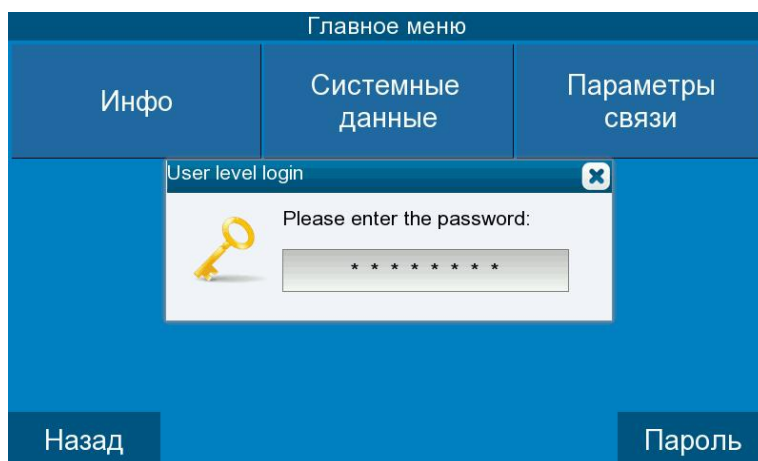 Главное меню
Инфо
Системные
данные
Параметры
связи
User level login
Please enter the password:
* * * * * * * *
Назад
Пароль